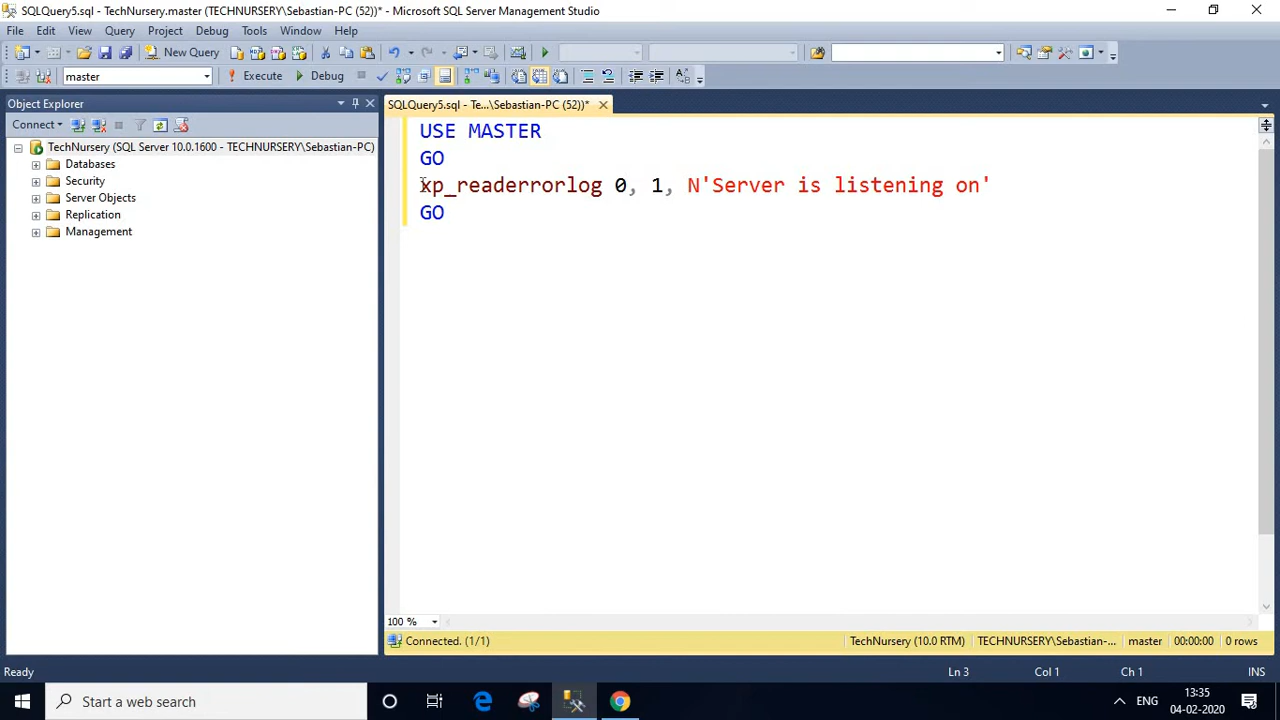 SQLQuery5.sql - TechNursery.master (TECHNURSERY\Sebastian-PC (52))* - Microsoft SQL Server Management Studio
File Edit View Query Project Debug Tools Window Help
New Query
master Execute Debug
Object Explorer
Connect
TechNursery (SQL Server 10.0.1600 - TECHNURSERY\Sebastian-PC)
Databases
Security
Server Objects
Replication
Management
SQLQuery5.sql - Te...\Sebastian-PC (52))*
USE MASTER
GO
xp_readerrorlog 0, 1, N'Server is listening on'
GO
100 %
Connected. (1/1) TechNursery (10.0 RTM) TECHNURSERY\Sebastian-... master 00:00:00 0 rows
Ready Ln 3 Col 1 Ch 1 INS
Start a web search ENG 13:35
04-02-2020